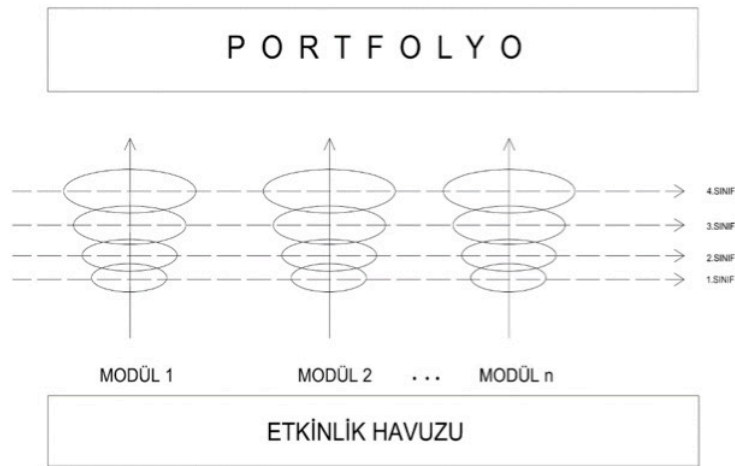 PORTFOLYO
4.SINIF
3.SINIF
2.SINIF
1.SINIF
MODÜL 1 MODÜL 2 ... MODÜL n
ETKİNLİK HAVUZU